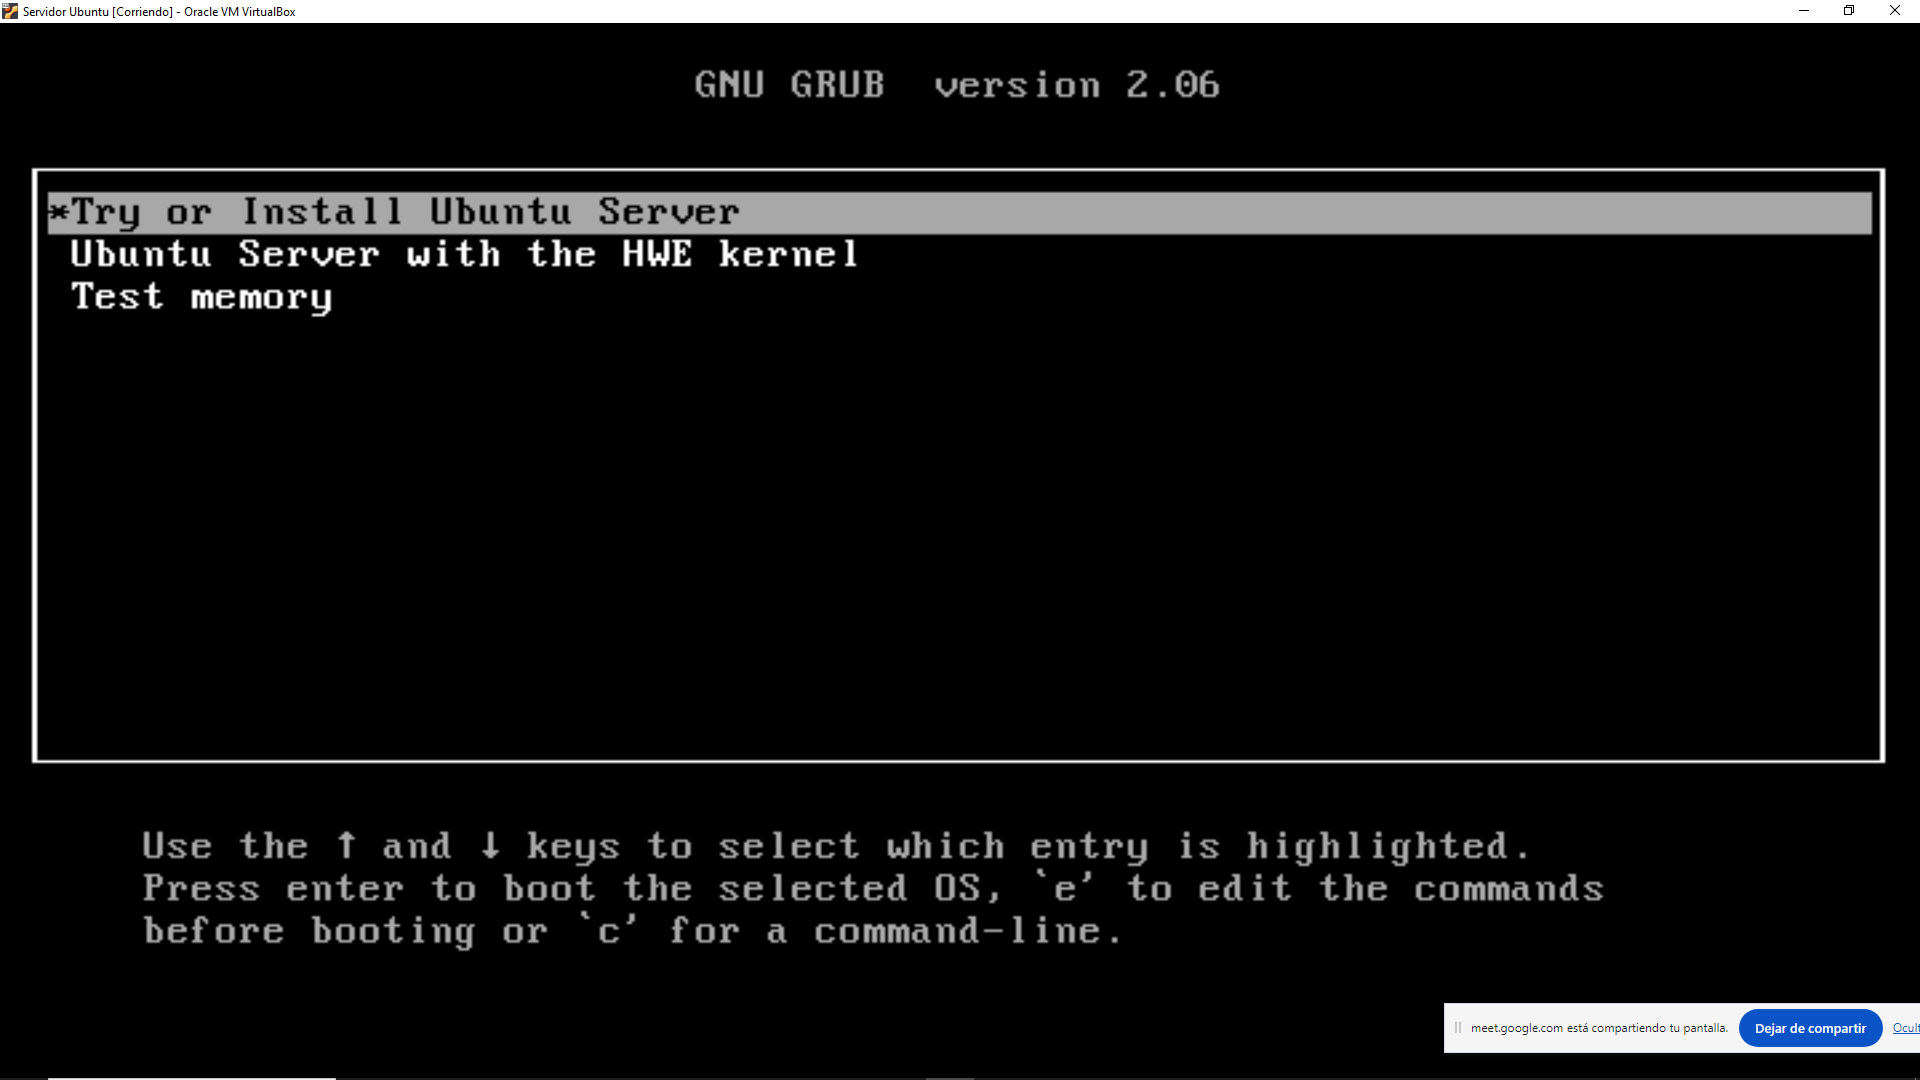 Servidor Ubuntu [Corriendo] - Oracle VM VirtualBox
GNU GRUB  version 2.06
*Try or Install Ubuntu Server
Ubuntu Server with the HWE kernel
Test memory
Use the ↑ and ↓ keys to select which entry is highlighted.
Press enter to boot the selected OS, `e' to edit the commands
before booting or `c' for a command-line.
meet.google.com está compartiendo tu pantalla. Dejar de compartir